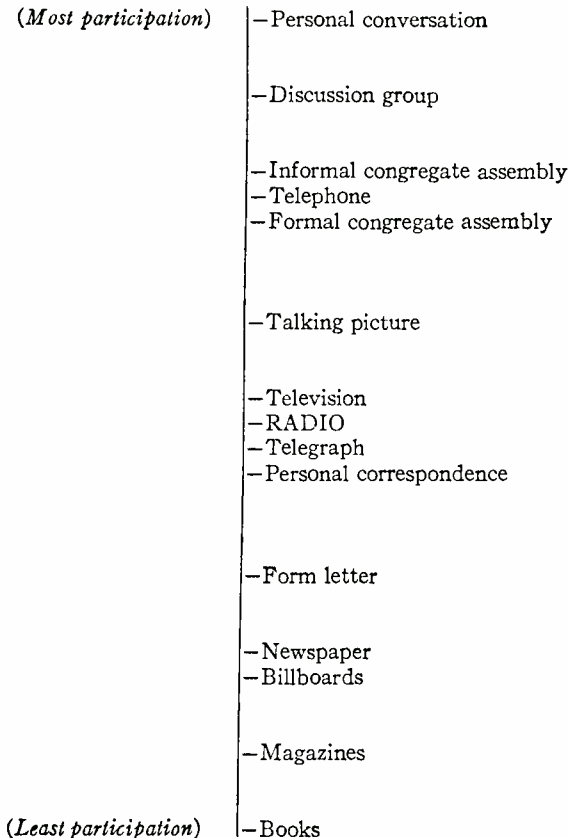 (Most participation) –Personal conversation
–Discussion group
–Informal congregate assembly
–Telephone
–Formal congregate assembly
–Talking picture
–Television
–RADIO
–Telegraph
–Personal correspondence
–Form letter
–Newspaper
–Billboards
–Magazines
(Least participation) –Books